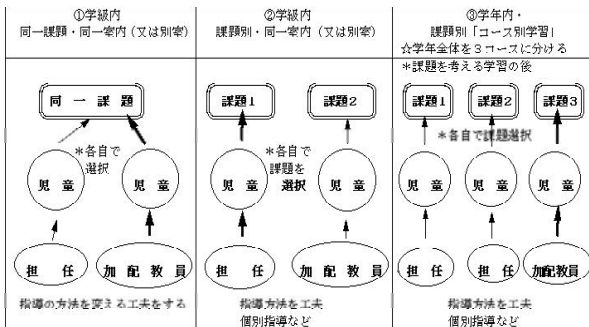 ①学級内
同一課題・同一室内（又は別室）
同一課題
＊各自で
選択
児童
児童
担任
加配教員
指導の方法を変える工夫をする
②学級内
課題別・同一室内（又は別室）
課題1
課題2
＊各自で
課題を
選択
児童
児童
担任
加配教員
指導方法を工夫
個別指導など
③学年内・
課題別「コース別学習」
☆学年全体を３コースに分ける
＊課題を考える学習の後
課題1
課題2
課題3
＊各自で課題選択
児童
児童
児童
担任
担任
加配教員
指導方法を工夫
個別指導など